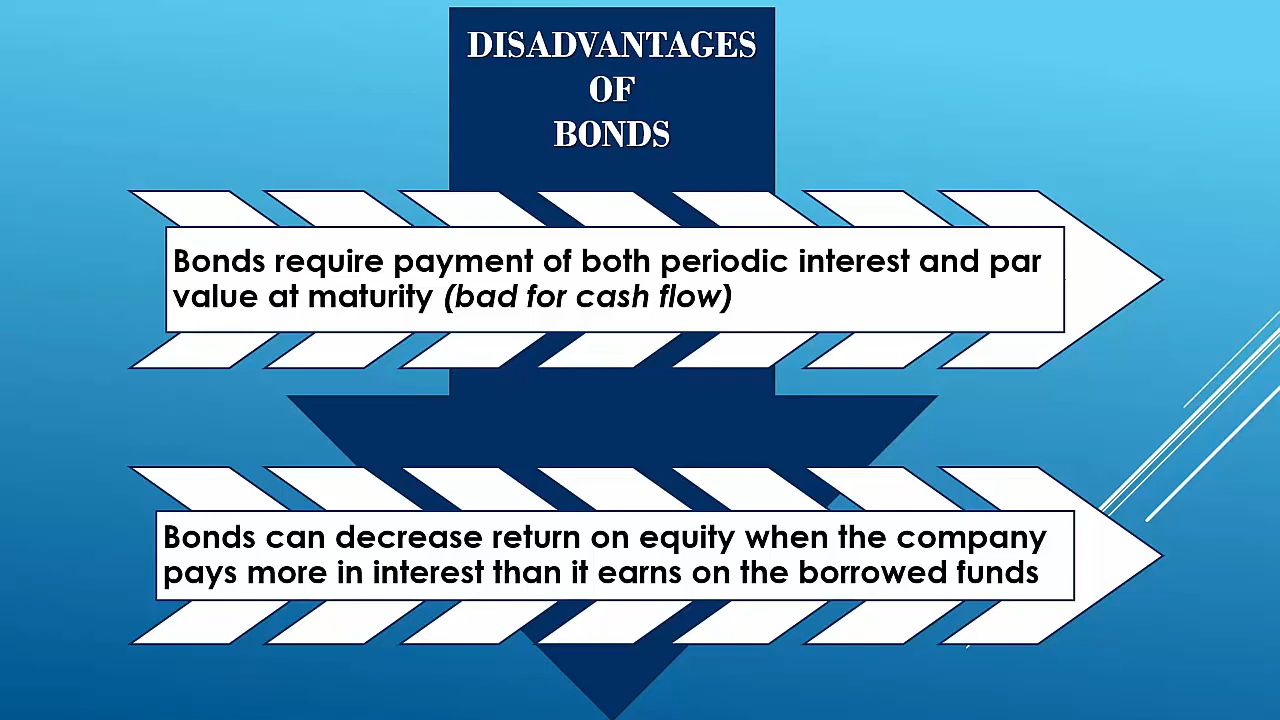 DISADVANTAGES
OF
BONDS
Bonds require payment of both periodic interest and par
value at maturity (bad for cash flow)
Bonds can decrease return on equity when the company
pays more in interest than it earns on the borrowed funds